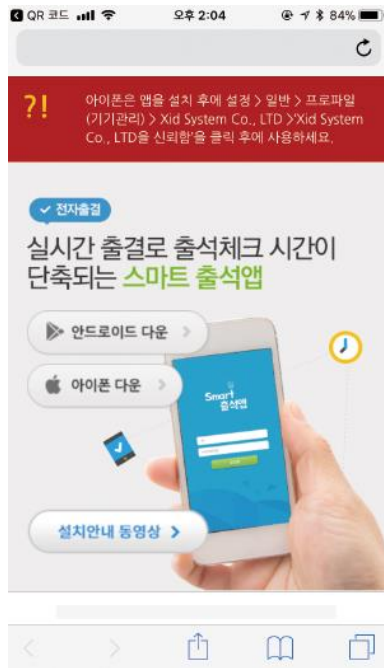 QR 코드 오후 2:04 84%
?! 아이폰은 앱을 설치 후에 설정 > 일반 > 프로파일
(기기관리) > Xid System Co., LTD >'Xid System
Co., LTD을 신뢰함'을 클릭 후에 사용하세요.
전자출결
실시간 출결로 출석체크 시간이
단축되는 스마트 출석앱
안드로이드 다운
아이폰 다운
Smart
출석앱
설치안내 동영상